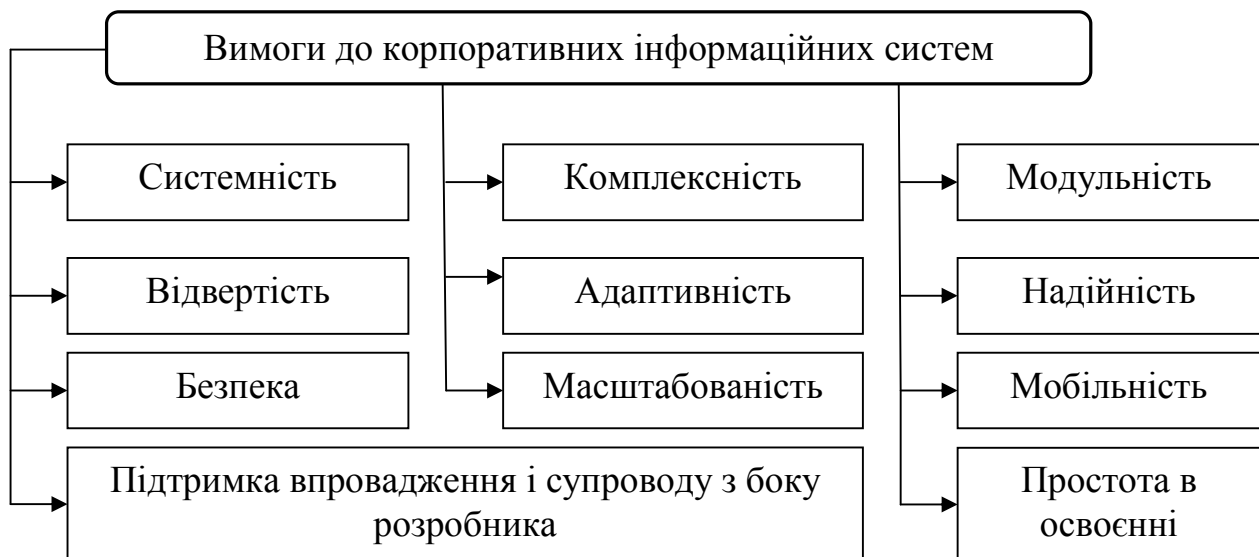 Вимоги до корпоративних інформаційних систем
Системність
Комплексність
Модульність
Відвертість
Адаптивність
Надійність
Безпека
Масштабованість
Мобільність
Підтримка впровадження і супроводу з боку
розробника
Простота в
освоєнні